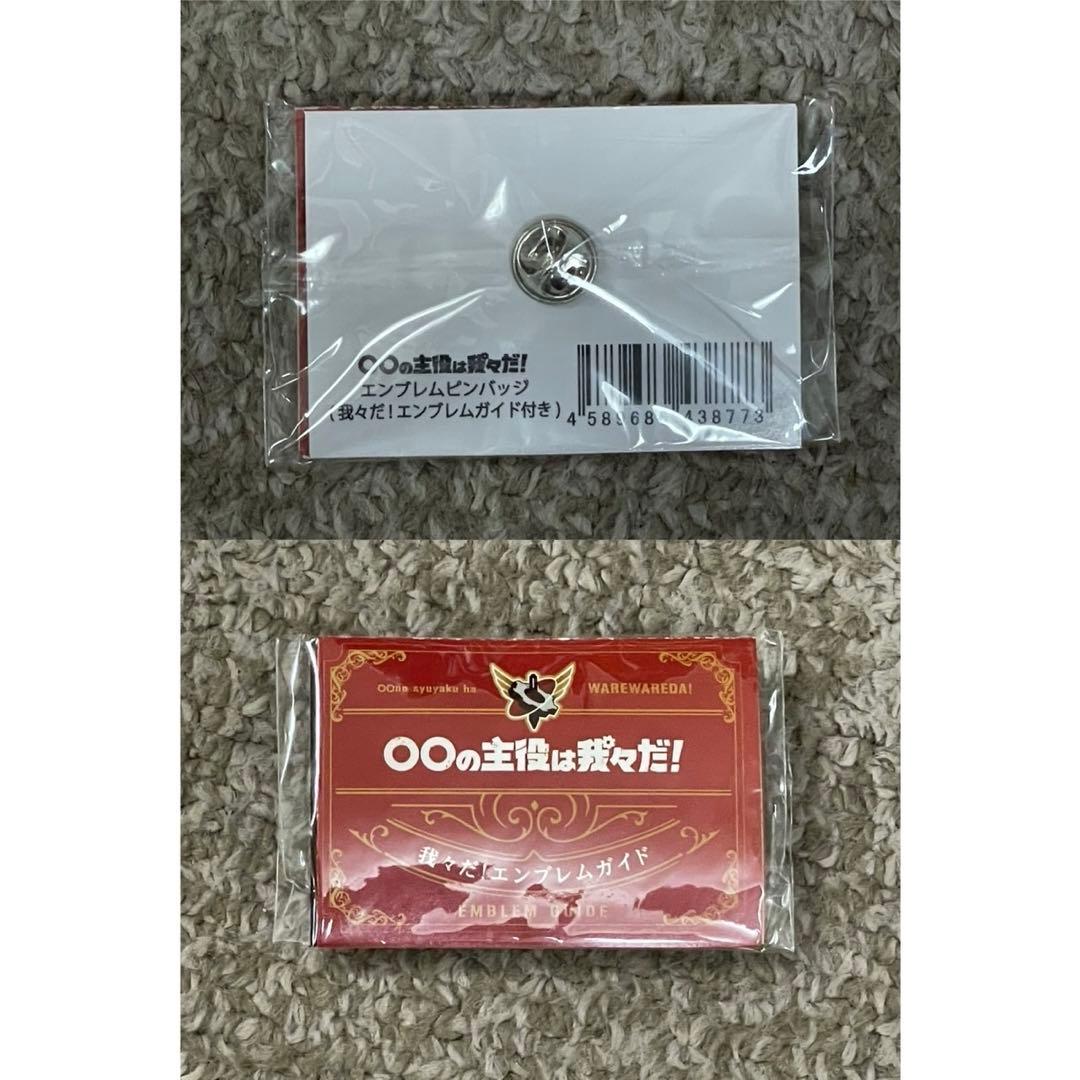 〇〇の主役は我々だ!
エンブレムピンバッジ
(我々だ!エンブレムガイド付き)
4 58968 438773
〇〇no syuyaku ha
WAREWAREDA!
〇〇の主役は我々だ!
我々だ!エンブレムガイド
EMBLEM GUIDE